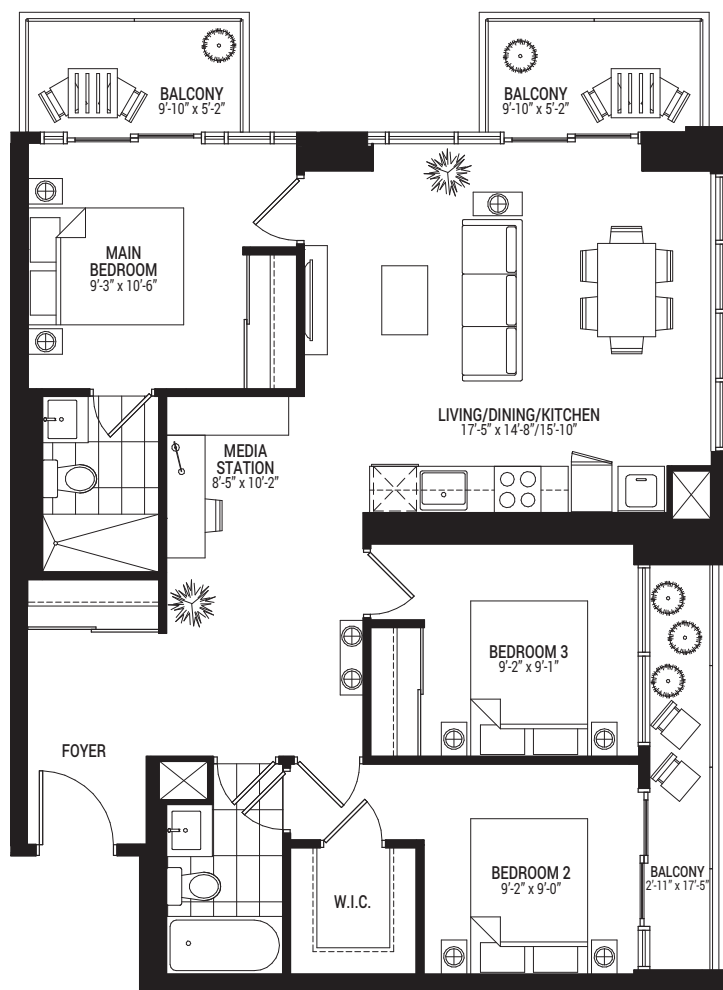 BALCONY
9'-10” x 5'-2”
BALCONY
9'-10” x 5'-2”
MAIN
BEDROOM
9'-3” x 10'-6”
LIVING/DINING/KITCHEN
17'-5” x 14'-8”/15'-10”
MEDIA
STATION
8'-5” x 10'-2”
BEDROOM 3
9'-2” x 9'-1”
FOYER
BEDROOM 2
9'-2” x 9'-0”
BALCONY
2'-11” x 17'-5”
W.I.C.